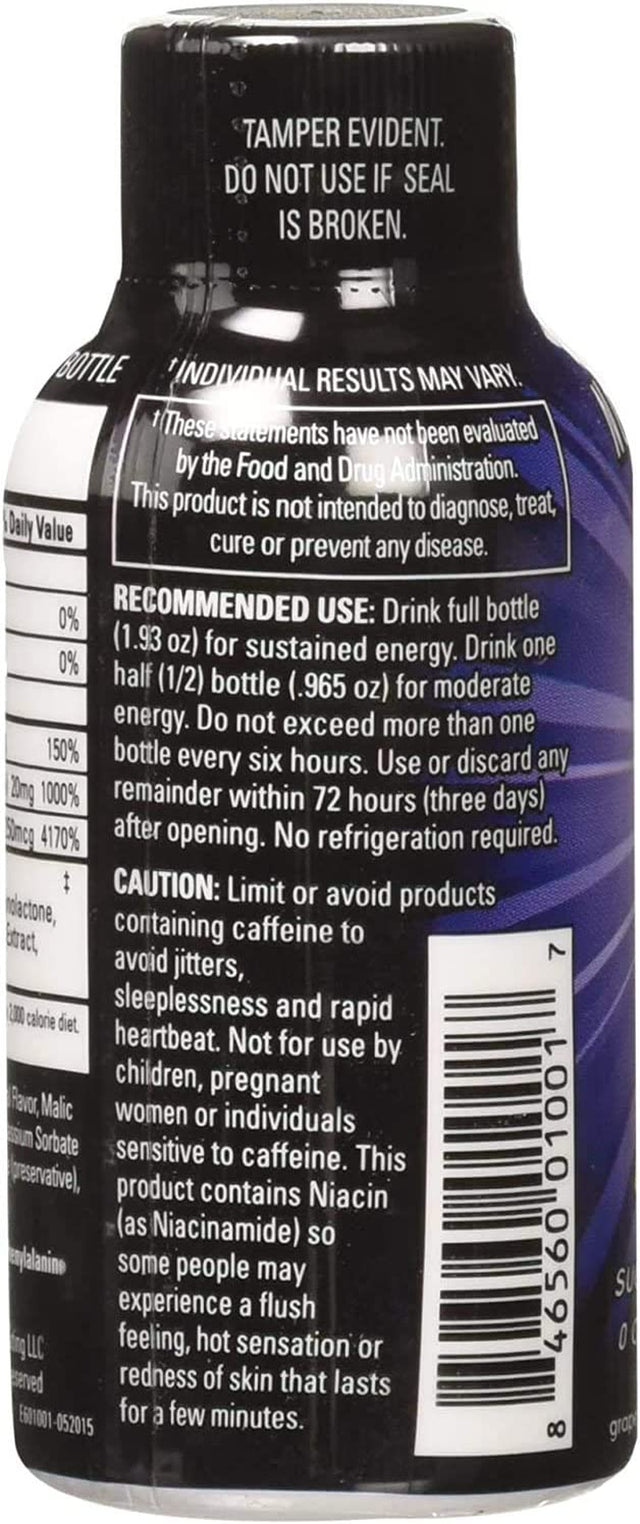 TAMPER EVIDENT.
DO NOT USE IF SEAL
IS BROKEN.
BOTTLE
†INDIVIDUAL RESULTS MAY VARY.
†These statements have not been evaluated
by the Food and Drug Administration.
This product is not intended to diagnose, treat,
cure or prevent any disease.
RECOMMENDED USE: Drink full bottle
(1.93 oz) for sustained energy. Drink one
half (1/2) bottle (.965 oz) for moderate
energy. Do not exceed more than one
bottle every six hours. Use or discard any
remainder within 72 hours (three days)
after opening. No refrigeration required.
CAUTION: Limit or avoid products
containing caffeine to
avoid jitters,
sleeplessness and rapid
heartbeat. Not for use by
children, pregnant
women or individuals
sensitive to caffeine. This
product contains Niacin
(as Niacinamide) so
some people may
experience a flush
feeling, hot sensation or
redness of skin that lasts
for a few minutes.
% Daily Value
0%
0%
150%
20mg 1000%
50mcg 4170%
‡
Extract,
2,000 calorie diet.
Flavor, Malic
Sorbate
(preservative),
LLC
E601001-052015
8 46560 01001 7